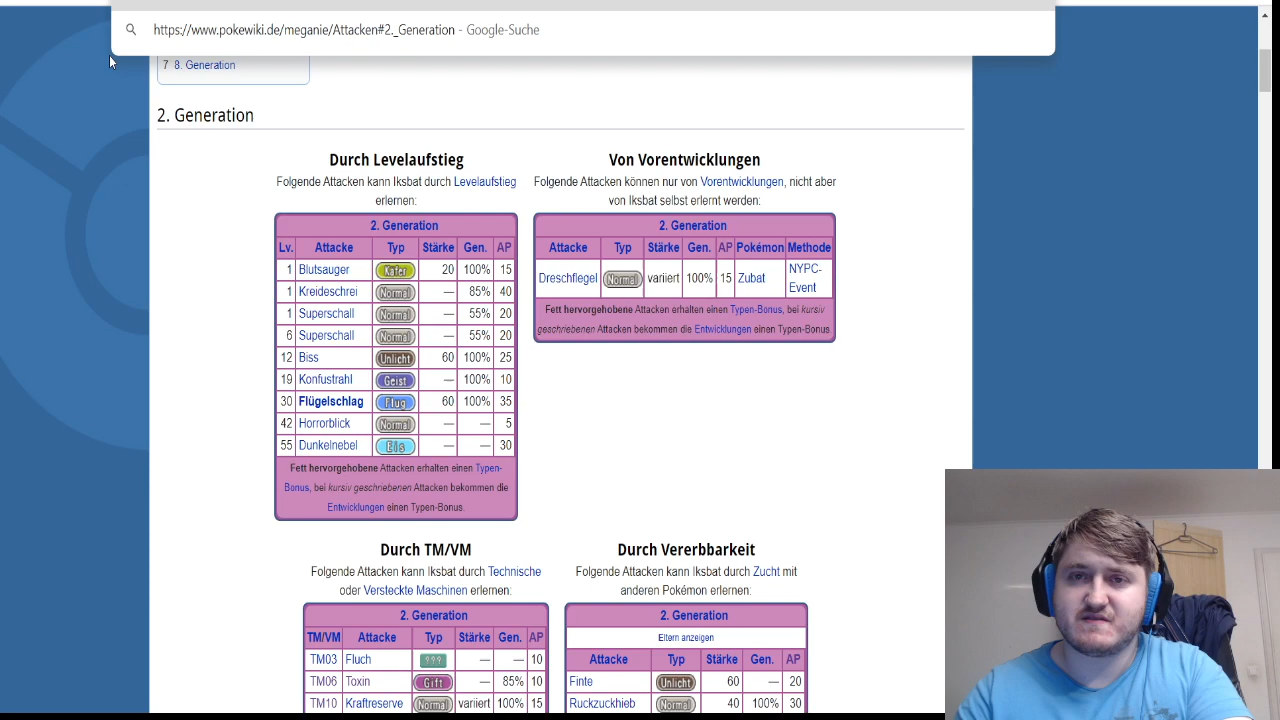 https://www.pokewiki.de/meganie/Attacken#2._Generation - Google-Suche
7 8. Generation
2. Generation
Durch Levelaufstieg
Folgende Attacken kann Iksbat durch Levelaufstieg
erlernen:
2. Generation
Lv. Attacke Typ Stärke Gen. AP
1 Blutsauger Käfer 20 100% 15
1 Kreideschrei Normal — 85% 40
1 Superschall Normal — 55% 20
6 Superschall Normal — 55% 20
12 Biss Unlicht 60 100% 25
19 Konfustrahl Geist — 100% 10
30 Flügelschlag Flug 60 100% 35
42 Horrorblick Normal — — 5
55 Dunkelnebel Eis — — 30
Fett hervorgehobene Attacken erhalten einen Typen-
Bonus, bei kursiv geschriebenen Attacken bekommen die
Entwicklungen einen Typen-Bonus.
Von Vorentwicklungen
Folgende Attacken können nur von Vorentwicklungen, nicht aber
von Iksbat selbst erlernt werden:
2. Generation
Attacke Typ Stärke Gen. AP Pokémon Methode
Dreschflegel Normal variiert 100% 15 Zubat NYPC-
Event
Fett hervorgehobene Attacken erhalten einen Typen-Bonus, bei kursiv
geschriebenen Attacken bekommen die Entwicklungen einen Typen-Bonus.
Durch TM/VM
Folgende Attacken kann Iksbat durch Technische
oder Versteckte Maschinen erlernen:
2. Generation
TM/VM Attacke Typ Stärke Gen. AP
TM03 Fluch ??? — — 10
TM06 Toxin Gift — 85% 10
TM10 Kraftreserve Normal variiert 100% 15
Durch Vererbbarkeit
Folgende Attacken kann Iksbat durch Zucht mit
anderen Pokémon erlernen:
2. Generation
Eltern anzeigen
Attacke Typ Stärke Gen. AP
Finte Unlicht 60 — 20
Ruckzuckhieb Normal 40 100% 30